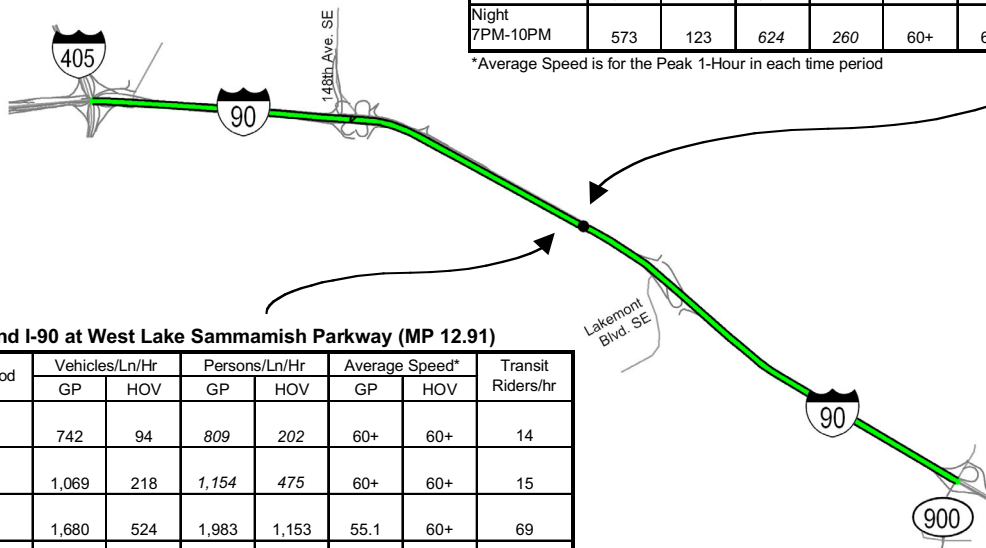 Night
7PM-10PM 573 123 624 260 60+
*Average Speed is for the Peak 1-Hour in each time period
405
148th Ave. SE
90
Lakemont
Blvd. SE
I-90 at West Lake Sammamish Parkway (MP 12.91)
Vehicles/Ln/Hr Persons/Ln/Hr Average Speed* Transit
Riders/hr
GP HOV GP HOV GP HOV
742 94 809 202 60+ 60+ 14
1,069 218 1,154 475 60+ 60+ 15
1,680 524 1,983 1,153 55.1 60+ 69
90
900